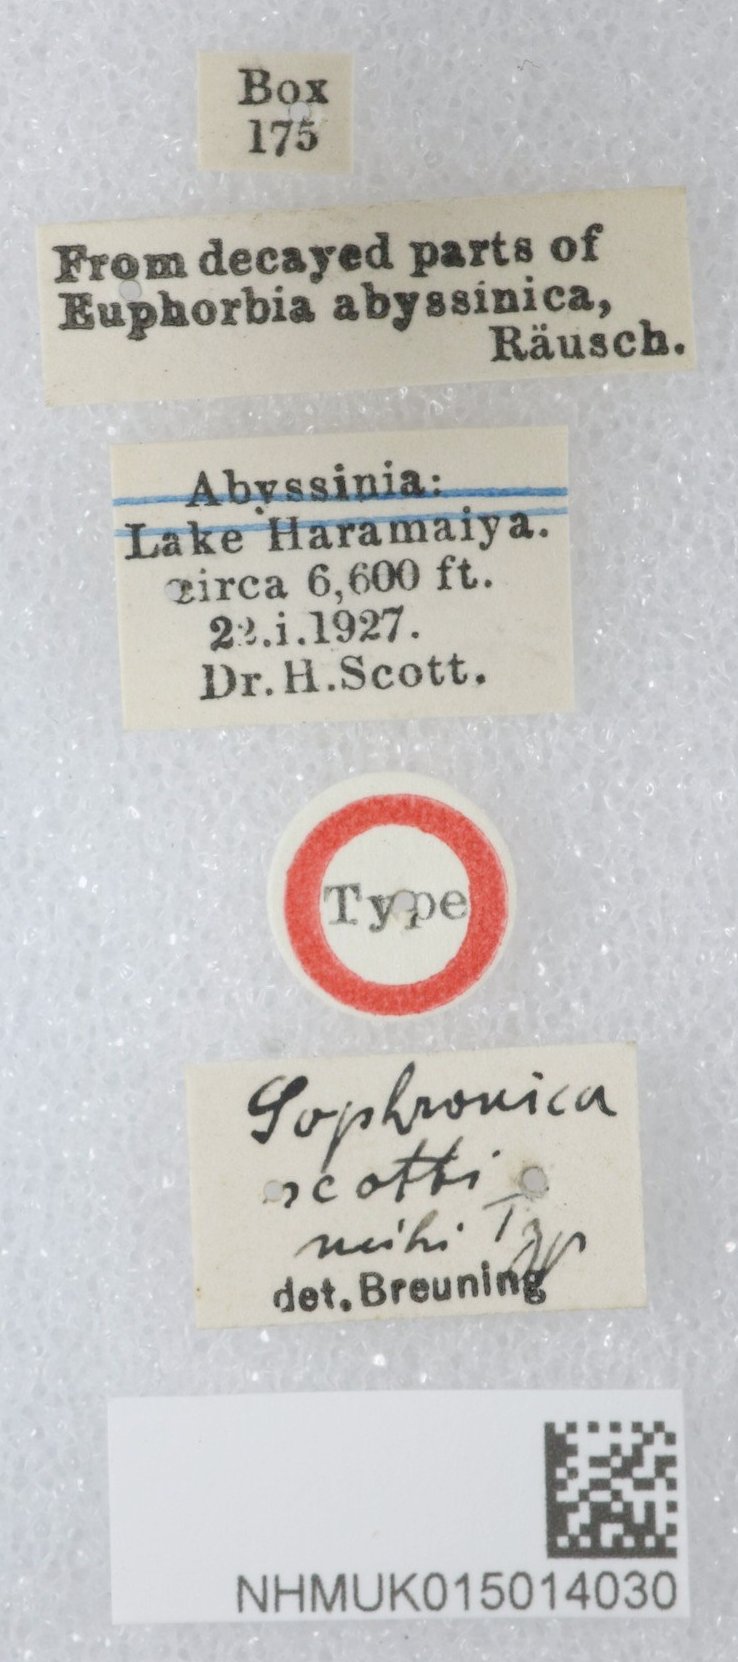 Box
175
From decayed parts of
Euphorbia abyssinica,
Räusch.
Abyssinia:
Lake Haramaiya.
circa 6,600 ft.
22.i.1927.
Dr. H. Scott.
Type
Sophronica
scotti
mihi Typ
det. Breuning
NHMUK015014030